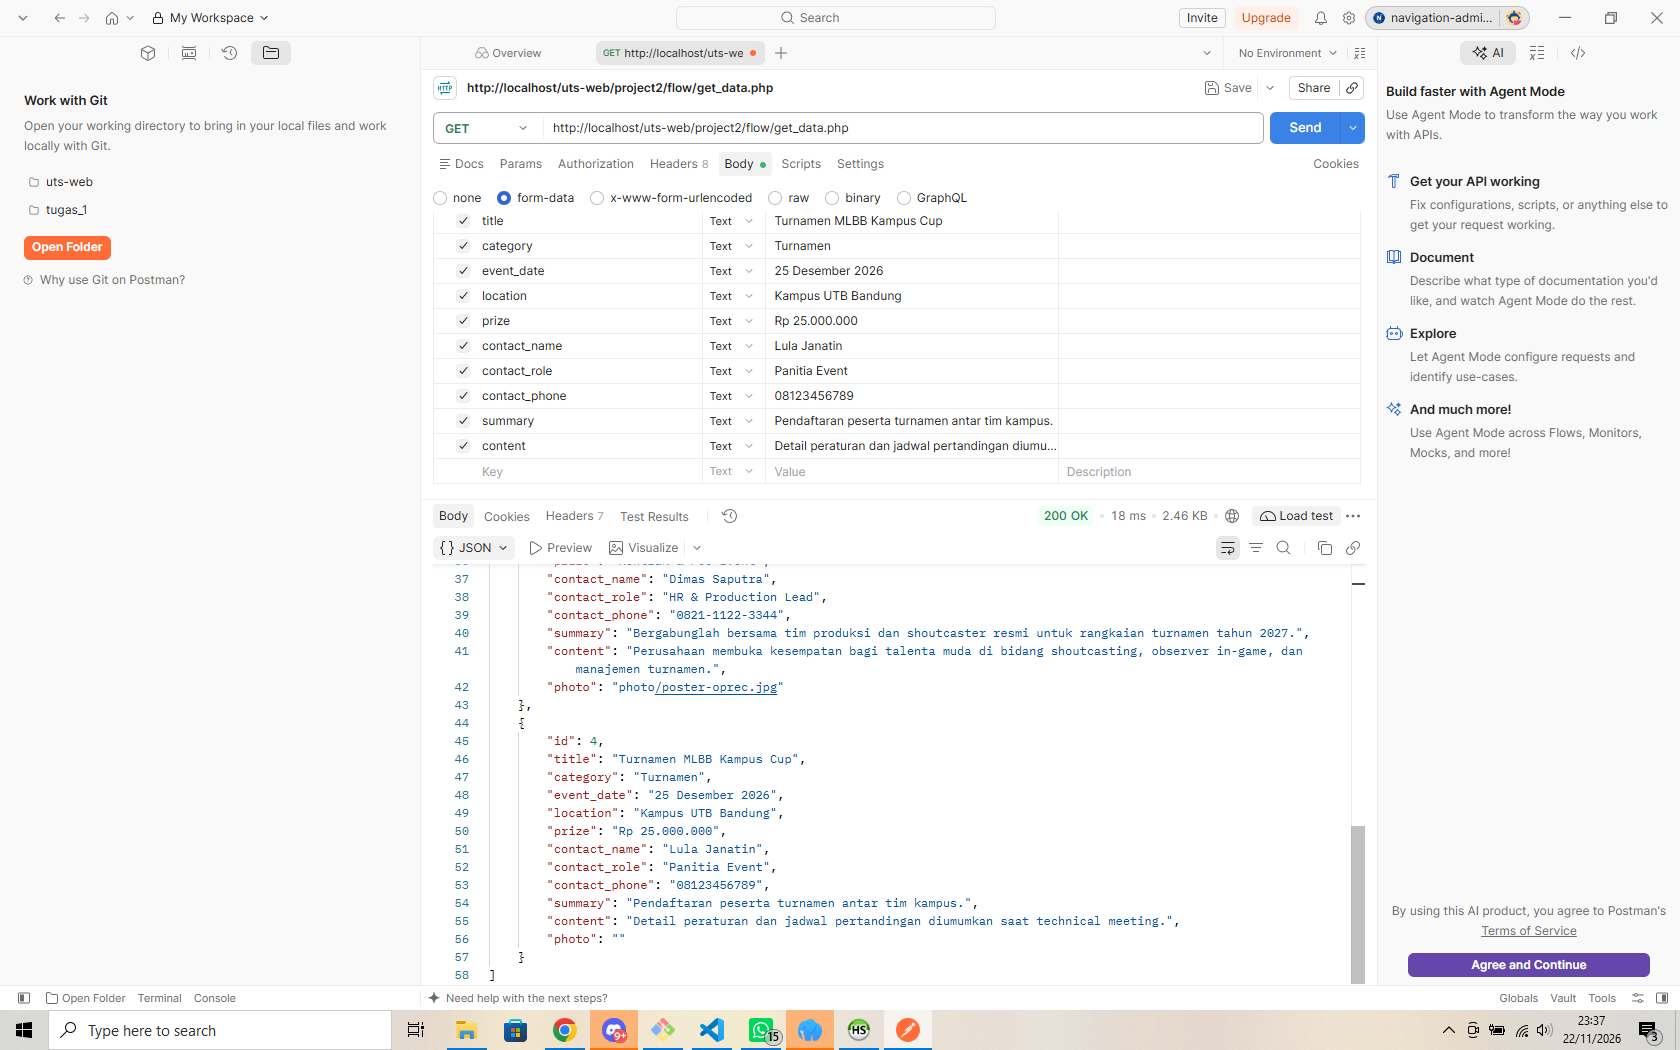 My Workspace
Search
Invite
Upgrade
navigation-admi...
Overview
GET http://localhost/uts-we
No Environment
AI
Work with Git
Open your working directory to bring in your local files and work
locally with Git.
uts-web
tugas_1
Open Folder
Why use Git on Postman?
HTTP
http://localhost/uts-web/project2/flow/get_data.php
Save
Share
GET
http://localhost/uts-web/project2/flow/get_data.php
Send
Docs Params Authorization Headers 8 Body Scripts Settings Cookies
none form-data x-www-form-urlencoded raw binary GraphQL
title Text Turnamen MLBB Kampus Cup
category Text Turnamen
event_date Text 25 Desember 2026
location Text Kampus UTB Bandung
prize Text Rp 25.000.000
contact_name Text Lula Janatin
contact_role Text Panitia Event
contact_phone Text 08123456789
summary Text Pendaftaran peserta turnamen antar tim kampus.
content Text Detail peraturan dan jadwal pertandingan diumu...
Key Text Value Description
Body Cookies Headers 7 Test Results 200 OK • 18 ms • 2.46 KB Load test
{} JSON Preview Visualize
37 "contact_name": "Dimas Saputra",
38 "contact_role": "HR & Production Lead",
39 "contact_phone": "0821-1122-3344",
40 "summary": "Bergabunglah bersama tim produksi dan shoutcaster resmi untuk rangkaian turnamen tahun 2027.",
41 "content": "Perusahaan membuka kesempatan bagi talenta muda di bidang shoutcasting, observer in-game, dan
manajemen turnamen.",
42 "photo": "photo/poster-oprec.jpg"
43 },
44 {
45 "id": 4,
46 "title": "Turnamen MLBB Kampus Cup",
47 "category": "Turnamen",
48 "event_date": "25 Desember 2026",
49 "location": "Kampus UTB Bandung",
50 "prize": "Rp 25.000.000",
51 "contact_name": "Lula Janatin",
52 "contact_role": "Panitia Event",
53 "contact_phone": "08123456789",
54 "summary": "Pendaftaran peserta turnamen antar tim kampus.",
55 "content": "Detail peraturan dan jadwal pertandingan diumumkan saat technical meeting.",
56 "photo": ""
57 }
58 ]
Build faster with Agent Mode
Use Agent Mode to transform the way you work
with APIs.
Get your API working
Fix configurations, scripts, or anything else to
get your request working.
Document
Describe what type of documentation you'd
like, and watch Agent Mode do the rest.
Explore
Let Agent Mode configure requests and
identify use-cases.
And much more!
Use Agent Mode across Flows, Monitors,
Mocks, and more!
By using this AI product, you agree to Postman's
Terms of Service
Agree and Continue
Open Folder Terminal Console
Need help with the next steps?
Globals Vault Tools
Type here to search
9+
15
HS
23:37
22/11/2026
3